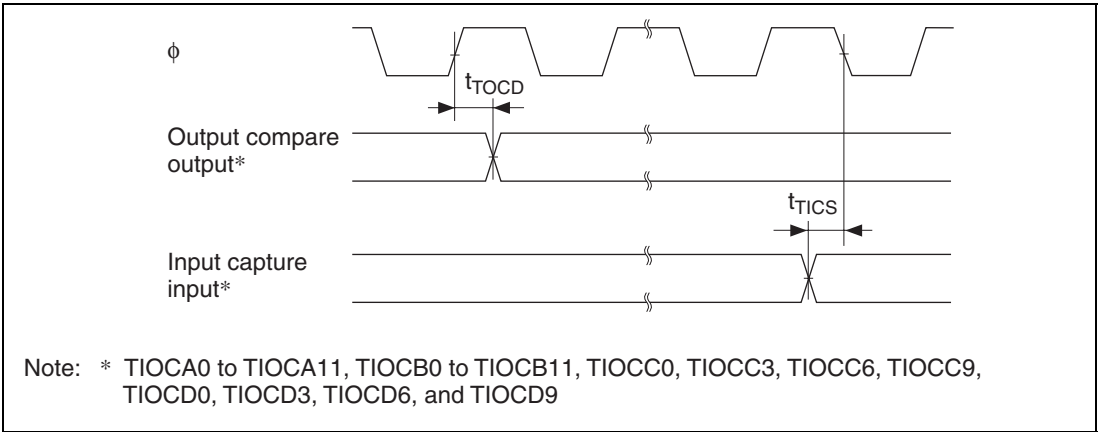 ϕ
tTOCD
Output compare
output*
tTICS
Input capture
input*
Note: * TIOCA0 to TIOCA11, TIOCB0 to TIOCB11, TIOCC0, TIOCC3, TIOCC6, TIOCC9,
TIOCD0, TIOCD3, TIOCD6, and TIOCD9